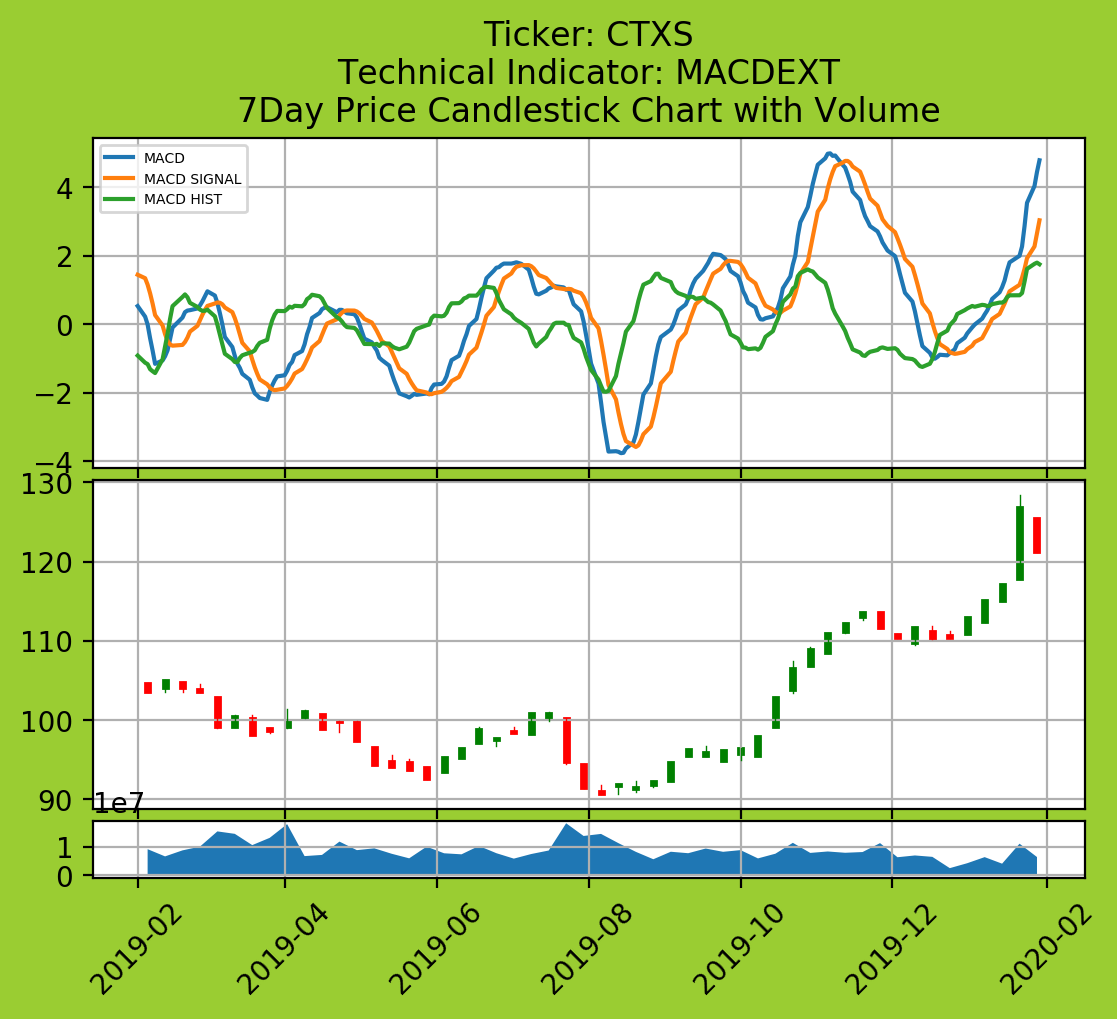 Ticker: CTXS
Technical Indicator: MACDEXT
7Day Price Candlestick Chart with Volume
MACD
MACD SIGNAL
MACD HIST
4
2
0
−2
−4
130
120
110
100
90
1e7
1
0
2019-02
2019-04
2019-06
2019-08
2019-10
2019-12
2020-02